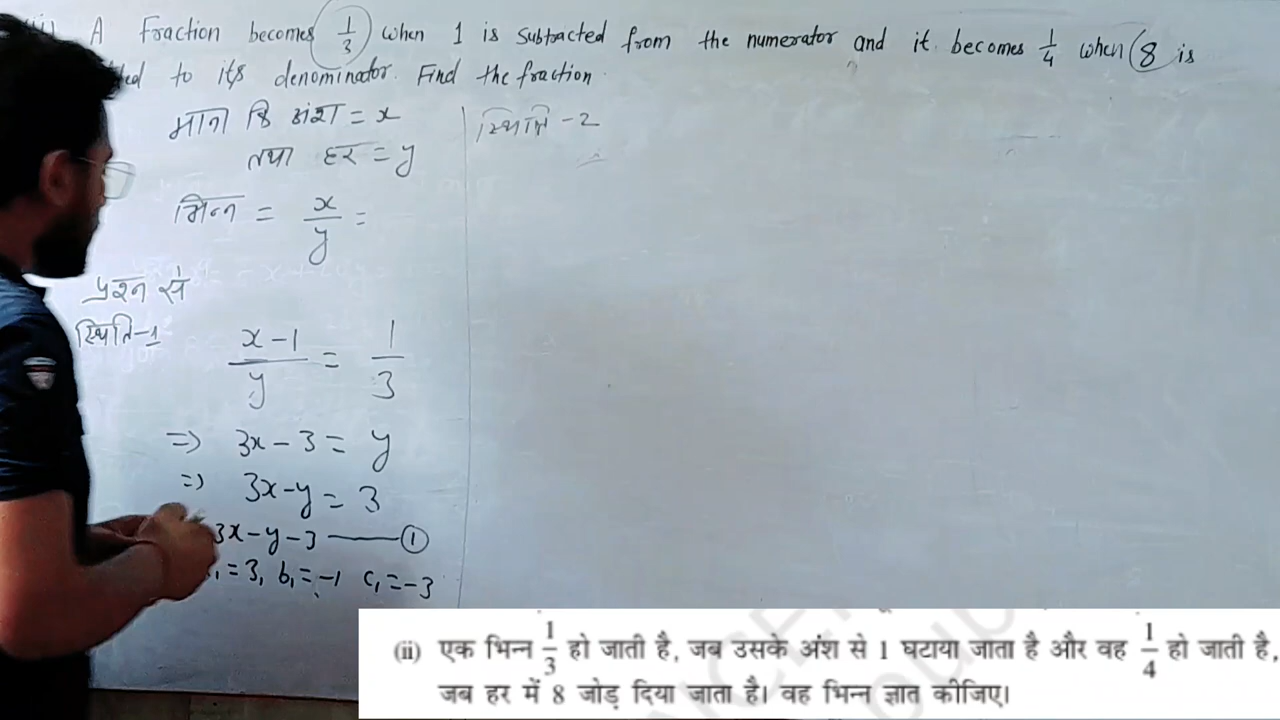 A Fraction becomes 1/3 when 1 is subtracted from the numerator and it becomes 1/4 when 8 is
to its denominator. Find the fraction.
माना कि अंश = x
तथा हर = y
भिन्न = x/y =
प्रश्न से
स्थिति-1
(x-1)/y = 1/3
=> 3x-3 = y
=> 3x-y = 3
3x-y-3 ——— ①
₁=3, b₁=-1 c₁=-3
स्थिति-2
(ii) एक भिन्न 1/3 हो जाती है, जब उसके अंश से 1 घटाया जाता है और वह 1/4 हो जाती है,
जब हर में 8 जोड़ दिया जाता है। वह भिन्न ज्ञात कीजिए।